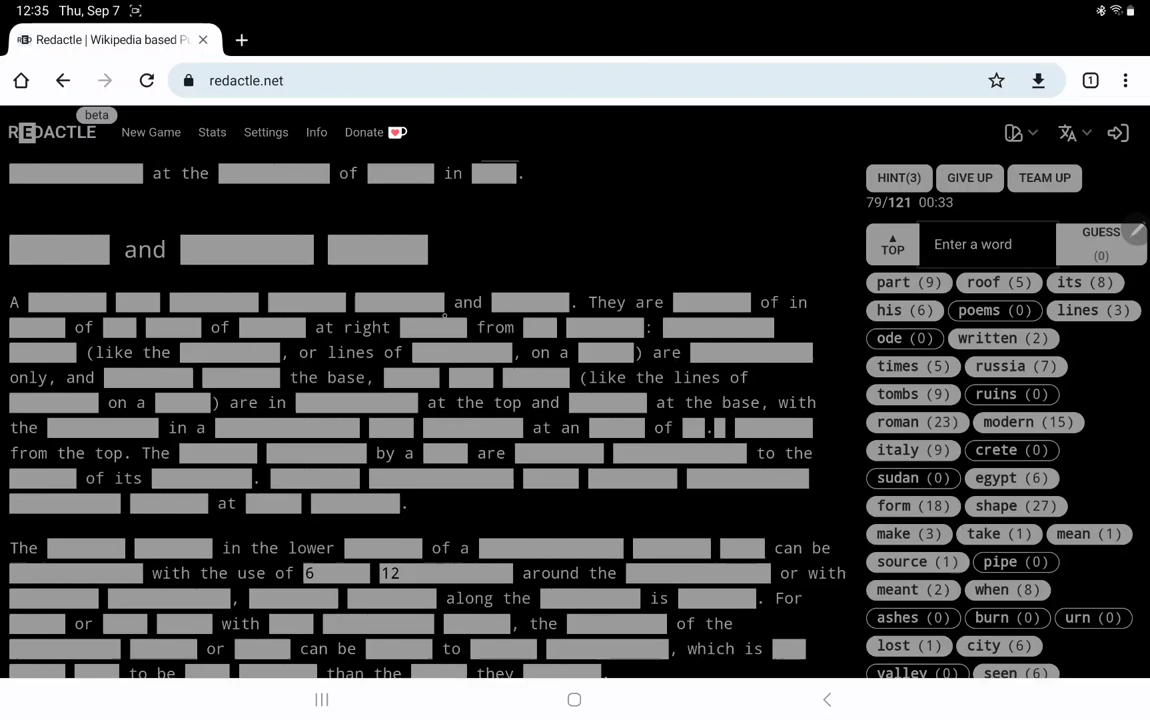 12:35 Thu, Sep 7
Redactle | Wikipedia based Pu
redactle.net
beta
REDACTLE New Game Stats Settings Info Donate
at the of in .
HINT(3) GIVE UP TEAM UP
79/121 00:33
TOP Enter a word GUESS (0)
and
A and . They are of in
of of at right from :
(like the , or lines of , on a ) are
only, and the base, (like the lines of
on a ) are in at the top and at the base, with
the in a at an of .
from the top. The by a are to the
of its .
at .
The in the lower of a can be
with the use of 6 12 around the or with
, along the is . For
or with , the of the
or can be to , which is
to be than the they .
part (9) roof (5) its (8)
his (6) poems (0) lines (3)
ode (0) written (2)
times (5) russia (7)
tombs (9) ruins (0)
roman (23) modern (15)
italy (9) crete (0)
sudan (0) egypt (6)
form (18) shape (27)
make (3) take (1) mean (1)
source (1) pipe (0)
meant (2) when (8)
ashes (0) burn (0) urn (0)
lost (1) city (6)
valley (0) seen (6)